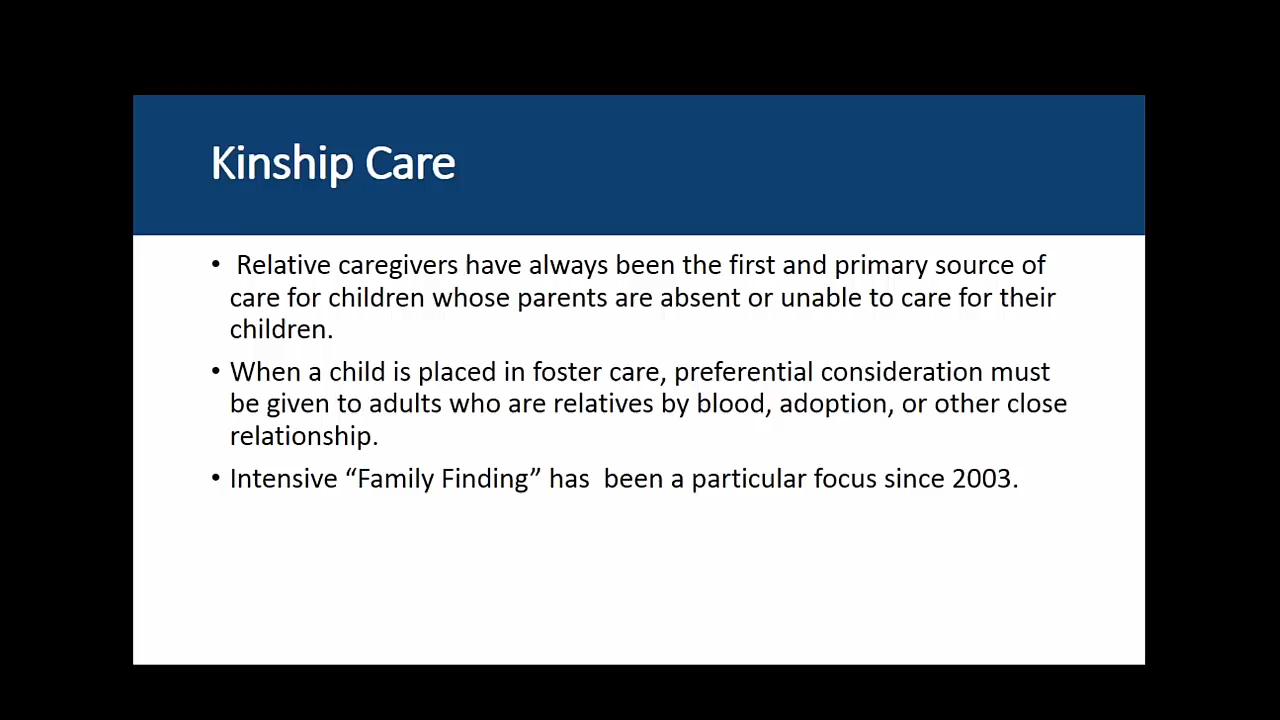 Kinship Care
• Relative caregivers have always been the first and primary source of
care for children whose parents are absent or unable to care for their
children.
• When a child is placed in foster care, preferential consideration must
be given to adults who are relatives by blood, adoption, or other close
relationship.
• Intensive “Family Finding” has  been a particular focus since 2003.